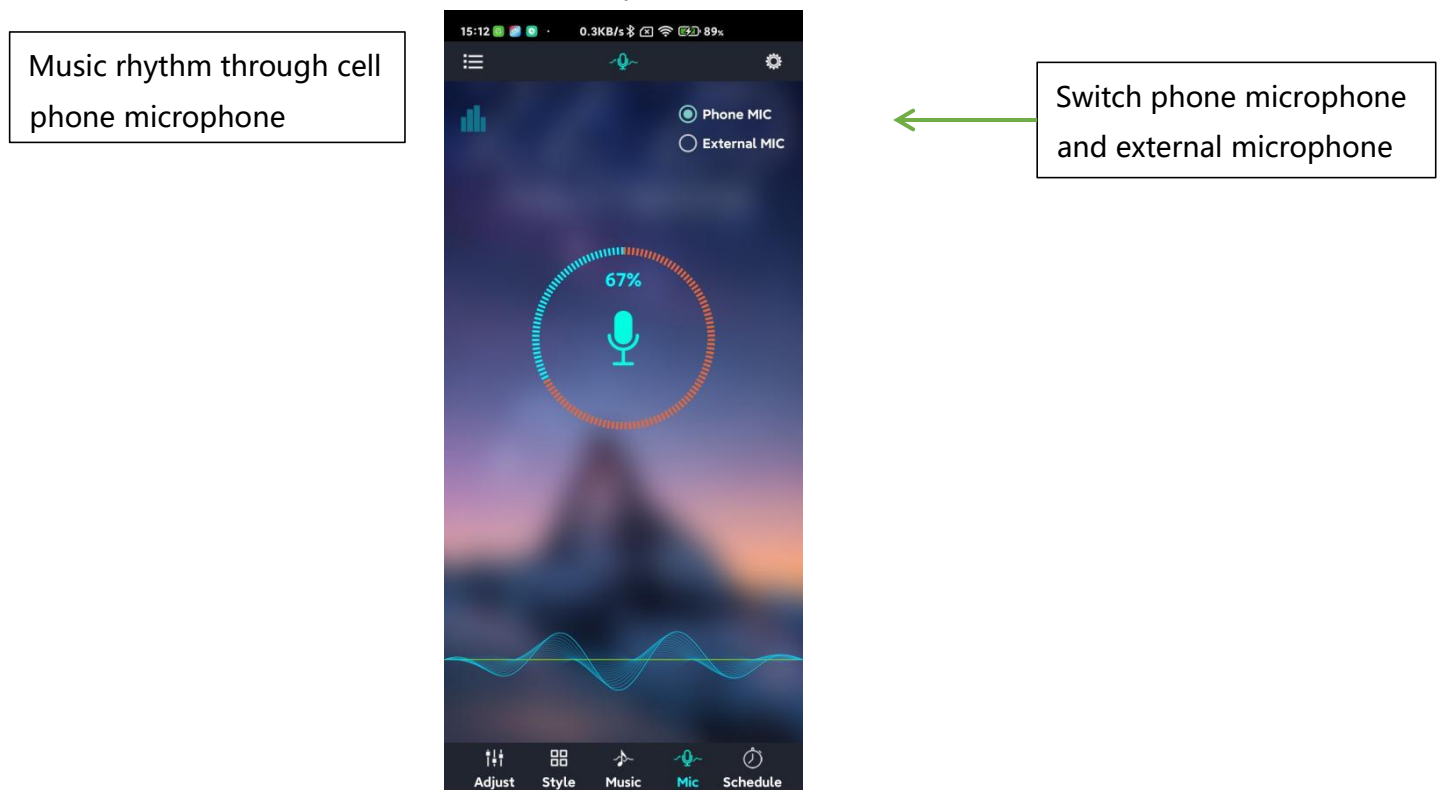 Music rhythm through cell
phone microphone
15:12 0.3KB/s 89%
Phone MIC
External MIC
67%
Adjust Style Music Mic Schedule
Switch phone microphone
and external microphone